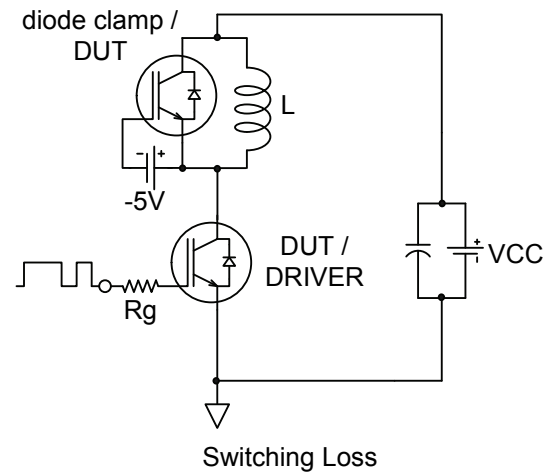 diode clamp /
DUT
L
- +
-5V
DUT /
DRIVER
Rg
+
VCC
-
Switching Loss